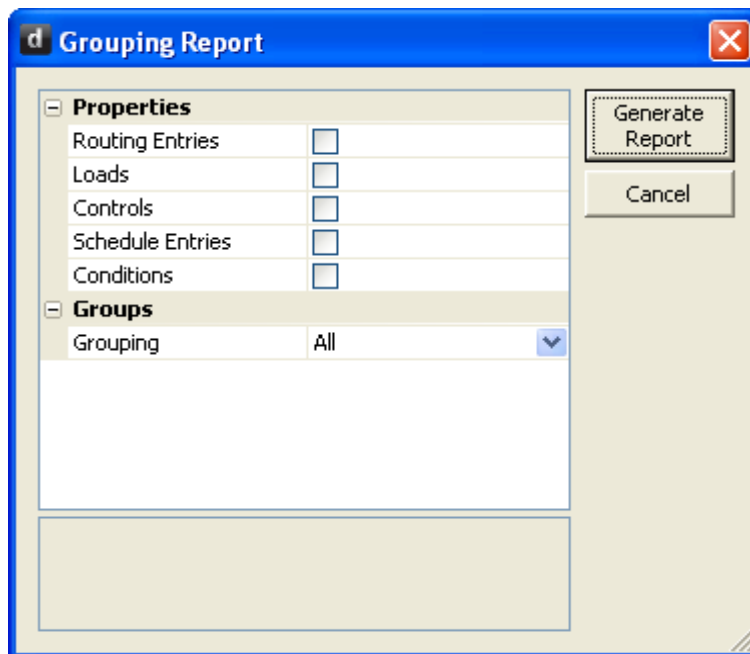 d Grouping Report
Properties
Routing Entries
Loads
Controls
Schedule Entries
Conditions
Groups
Grouping All
Generate
Report
Cancel